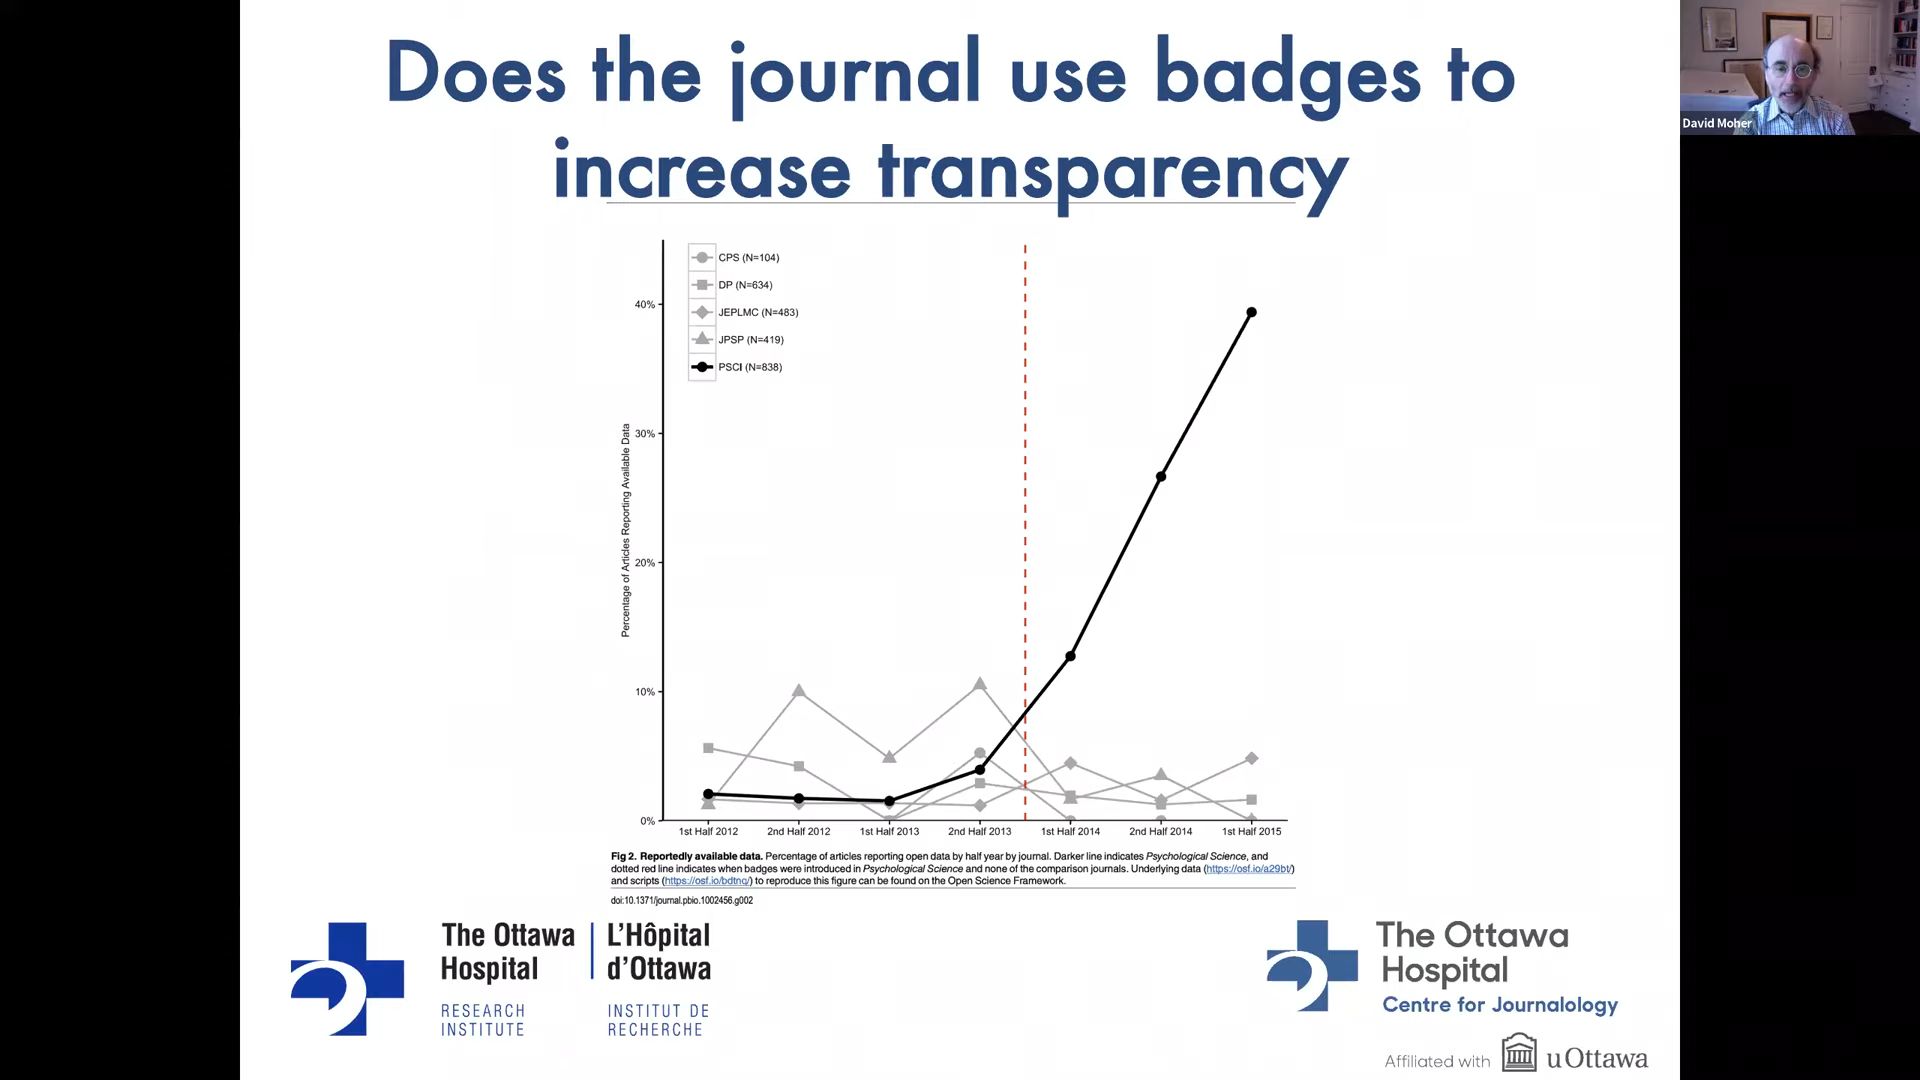 Does the journal use badges to
increase transparency
David Moher
CPS (N=104)
DP (N=634)
JEPLMC (N=483)
JPSP (N=419)
PSCI (N=838)
Percentage of Articles Reporting Available Data
40%
30%
20%
10%
0%
1st Half 2012 2nd Half 2012 1st Half 2013 2nd Half 2013 1st Half 2014 2nd Half 2014 1st Half 2015
Fig 2. Reportedly available data. Percentage of articles reporting open data by half year by journal. Darker line indicates Psychological Science, and
dotted red line indicates when badges were introduced in Psychological Science and none of the comparison journals. Underlying data (https://osf.io/a29bt/)
and scripts (https://osf.io/bdtnq/) to reproduce this figure can be found on the Open Science Framework.
doi:10.1371/journal.pbio.1002456.g002
The Ottawa
Hospital
RESEARCH
INSTITUTE
L'Hôpital
d'Ottawa
INSTITUT DE
RECHERCHE
The Ottawa
Hospital
Centre for Journalology
Affiliated with uOttawa